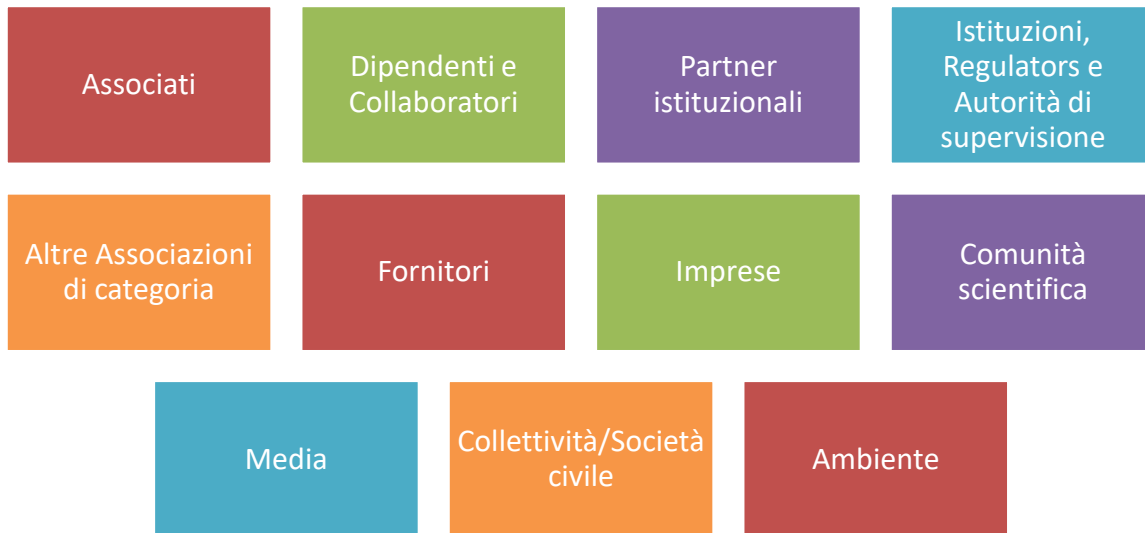 Associati
Dipendenti e
Collaboratori
Partner
istituzionali
Istituzioni,
Regulators e
Autorità di
supervisione
Altre Associazioni
di categoria
Fornitori
Imprese
Comunità
scientifica
Media
Collettività/Società
civile
Ambiente